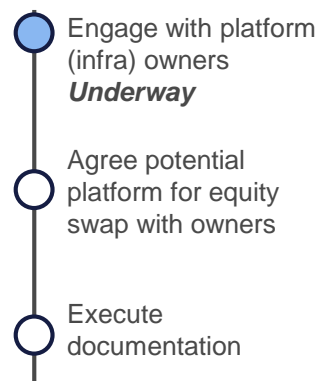 Engage with platform
(infra) owners
Underway
Agree potential
platform for equity
swap with owners
Execute
documentation